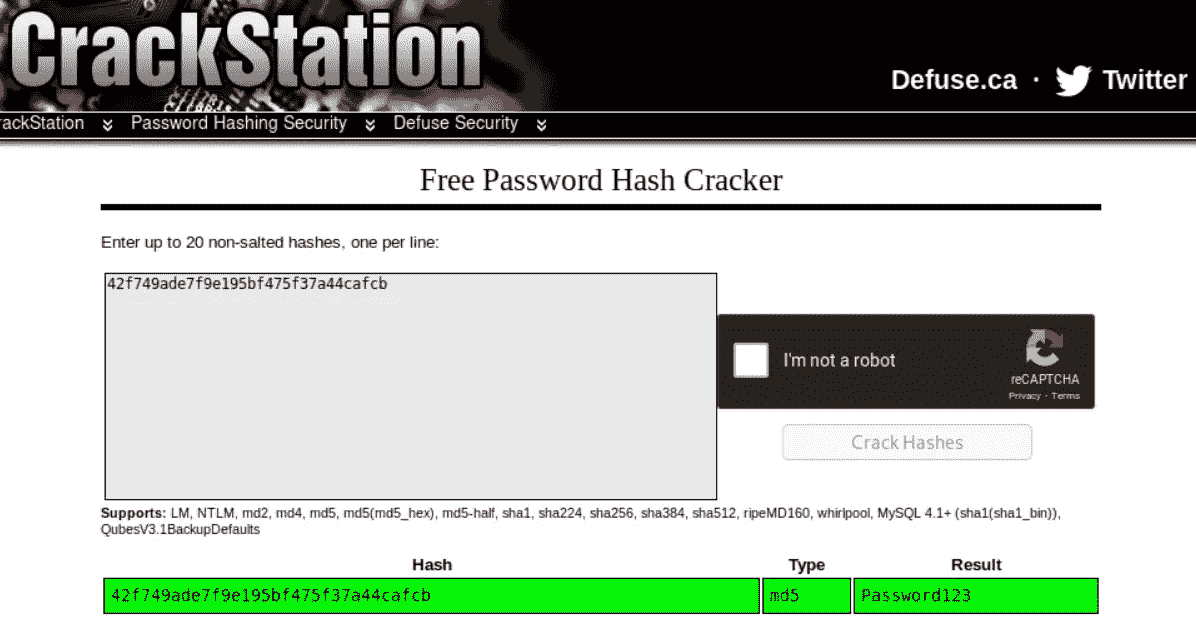 CrackStation
Defuse.ca · Twitter
rackStation Password Hashing Security Defuse Security
Free Password Hash Cracker
Enter up to 20 non-salted hashes, one per line:
42f749ade7f9e195bf475f37a44cafcb
I'm not a robot
reCAPTCHA
Privacy - Terms
Crack Hashes
Supports: LM, NTLM, md2, md4, md5, md5(md5_hex), md5-half, sha1, sha224, sha256, sha384, sha512, ripeMD160, whirlpool, MySQL 4.1+ (sha1(sha1_bin)),
QubesV3.1BackupDefaults
Hash Type Result
42f749ade7f9e195bf475f37a44cafcb md5 Password123